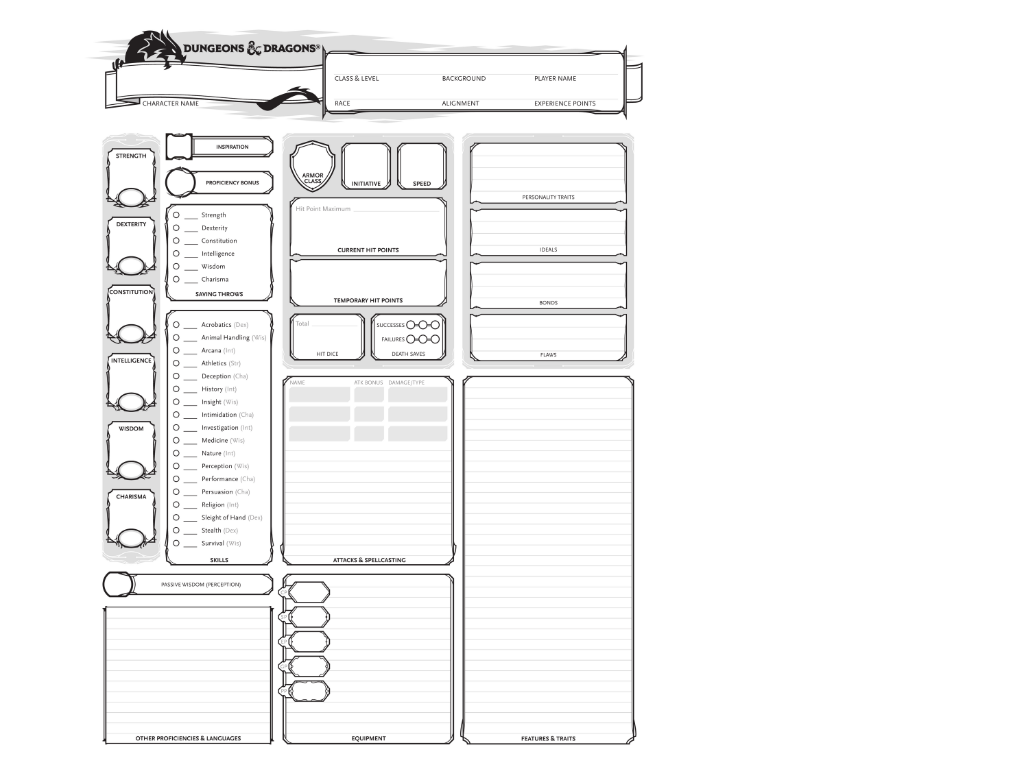 DUNGEONS & DRAGONS®
CHARACTER NAME
CLASS & LEVEL BACKGROUND PLAYER NAME
RACE ALIGNMENT EXPERIENCE POINTS
STRENGTH
DEXTERITY
CONSTITUTION
INTELLIGENCE
WISDOM
CHARISMA
INSPIRATION
PROFICIENCY BONUS
Strength
Dexterity
Constitution
Intelligence
Wisdom
Charisma
SAVING THROWS
Acrobatics (Dex)
Animal Handling (Wis)
Arcana (Int)
Athletics (Str)
Deception (Cha)
History (Int)
Insight (Wis)
Intimidation (Cha)
Investigation (Int)
Medicine (Wis)
Nature (Int)
Perception (Wis)
Performance (Cha)
Persuasion (Cha)
Religion (Int)
Sleight of Hand (Dex)
Stealth (Dex)
Survival (Wis)
SKILLS
PASSIVE WISDOM (PERCEPTION)
OTHER PROFICIENCIES & LANGUAGES
ARMOR
CLASS
INITIATIVE
SPEED
Hit Point Maximum
CURRENT HIT POINTS
TEMPORARY HIT POINTS
Total
HIT DICE
SUCCESSES
FAILURES
DEATH SAVES
NAME ATK BONUS DAMAGE/TYPE
ATTACKS & SPELLCASTING
EQUIPMENT
PERSONALITY TRAITS
IDEALS
BONDS
FLAWS
FEATURES & TRAITS